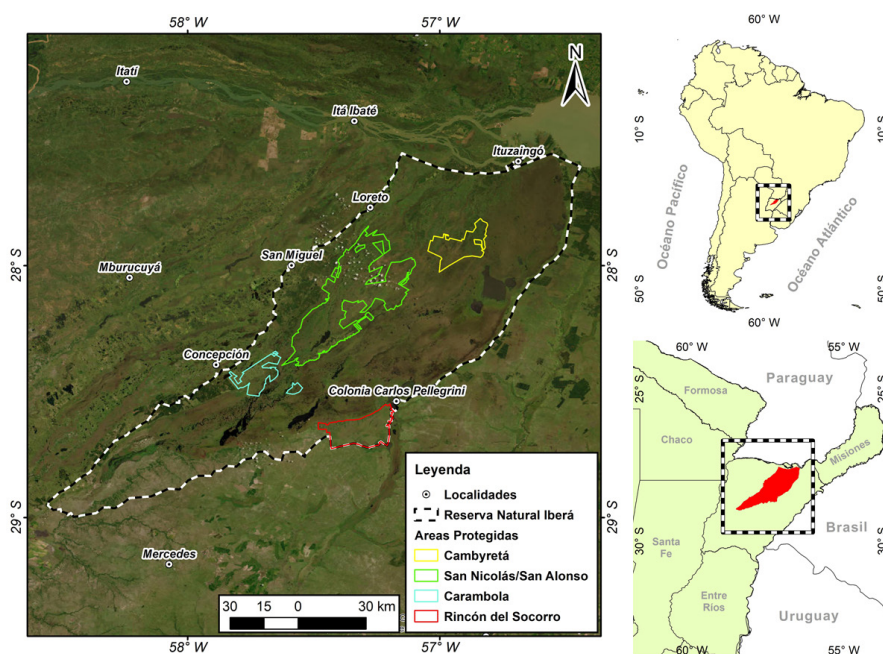 58° W
57° W
N
Itatí
Itá Ibaté
Ituzaingó
Loreto
San Miguel
28° S
28° S
Mburucuyá
Concepción
Colonia Carlos Pellegrini
29° S
29° S
Mercedes
Leyenda
Localidades
Reserva Natural Iberá
Areas Protegidas
Cambyretá
San Nicolás/San Alonso
Carambola
Rincón del Socorro
30 15 0 30 km
58° W
57° W
60° W
10° S
10° S
Océano Pacífico
Océano Atlántico
50° S
50° S
60° W
60° W
55° W
25° S
25° S
Paraguay
Formosa
Chaco
Misiones
Brasil
30° S
30° S
Santa
Fe
Entre
Ríos
Uruguay
60° W
55° W